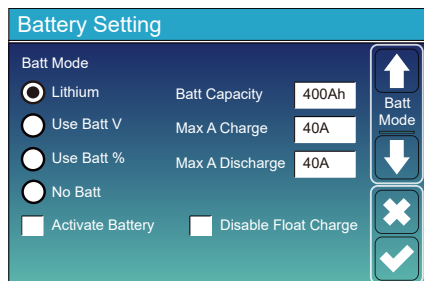 Battery Setting
Batt Mode
Lithium
Batt Capacity 400Ah
Use Batt V
Max A Charge 40A
Use Batt %
Max A Discharge 40A
No Batt
Activate Battery
Disable Float Charge
Batt
Mode